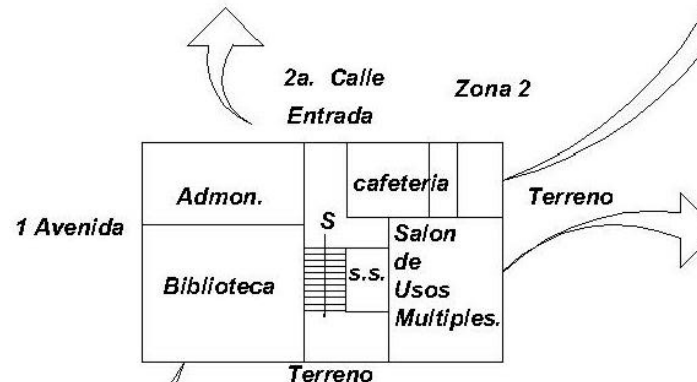 2a. Calle
Zona 2
Entrada
cafeteria
Admon.
Terreno
1 Avenida
S
Salon
de
Usos
Multiples.
s.s.
Biblioteca
Terreno